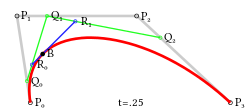 P₁
Q₁
R₁
P₂
Q₂
B
R₀
Q₀
P₀
t=.25
P₃